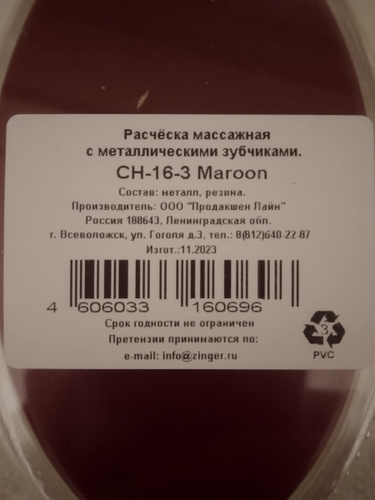 Расчёска массажная
с металлическими зубчиками.
CH-16-3 Maroon
Состав: металл, резина.
Производитель: ООО "Продакшен Лайн"
Россия 188643, Ленинградская обл.
г. Всеволожск, ул. Гоголя д.3, тел.: 8(812)640-22-87
Изгот.:11.2023
4 606033 160696
Срок годности не ограничен
Претензии принимаются по:
e-mail: info@zinger.ru
3
PVC